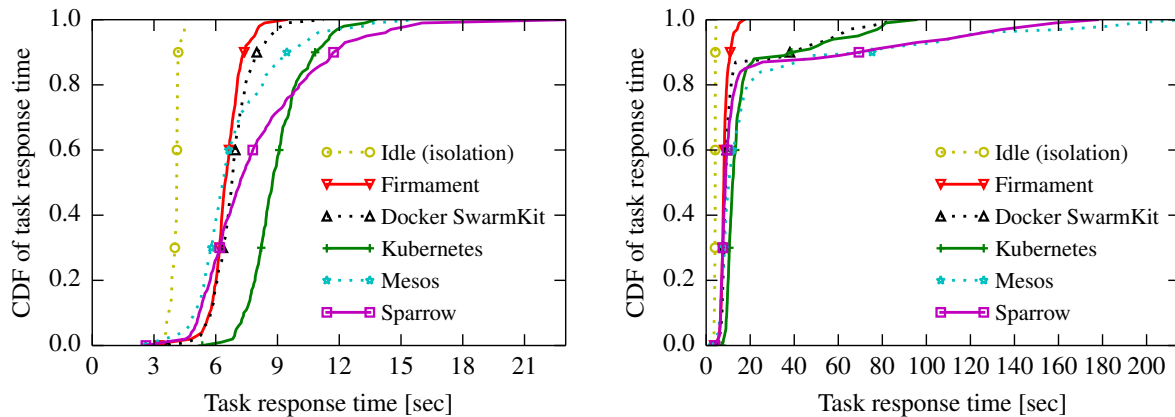 CDF of task response time
1.0
0.8
0.6
0.4
0.2
0.0
Idle (isolation)
Firmament
Docker SwarmKit
Kubernetes
Mesos
Sparrow
0 3 6 9 12 15 18 21
Task response time [sec]
CDF of task response time
1.0
0.8
0.6
0.4
0.2
0.0
Idle (isolation)
Firmament
Docker SwarmKit
Kubernetes
Mesos
Sparrow
0 20 40 60 80 100 120 140 160 180 200
Task response time [sec]